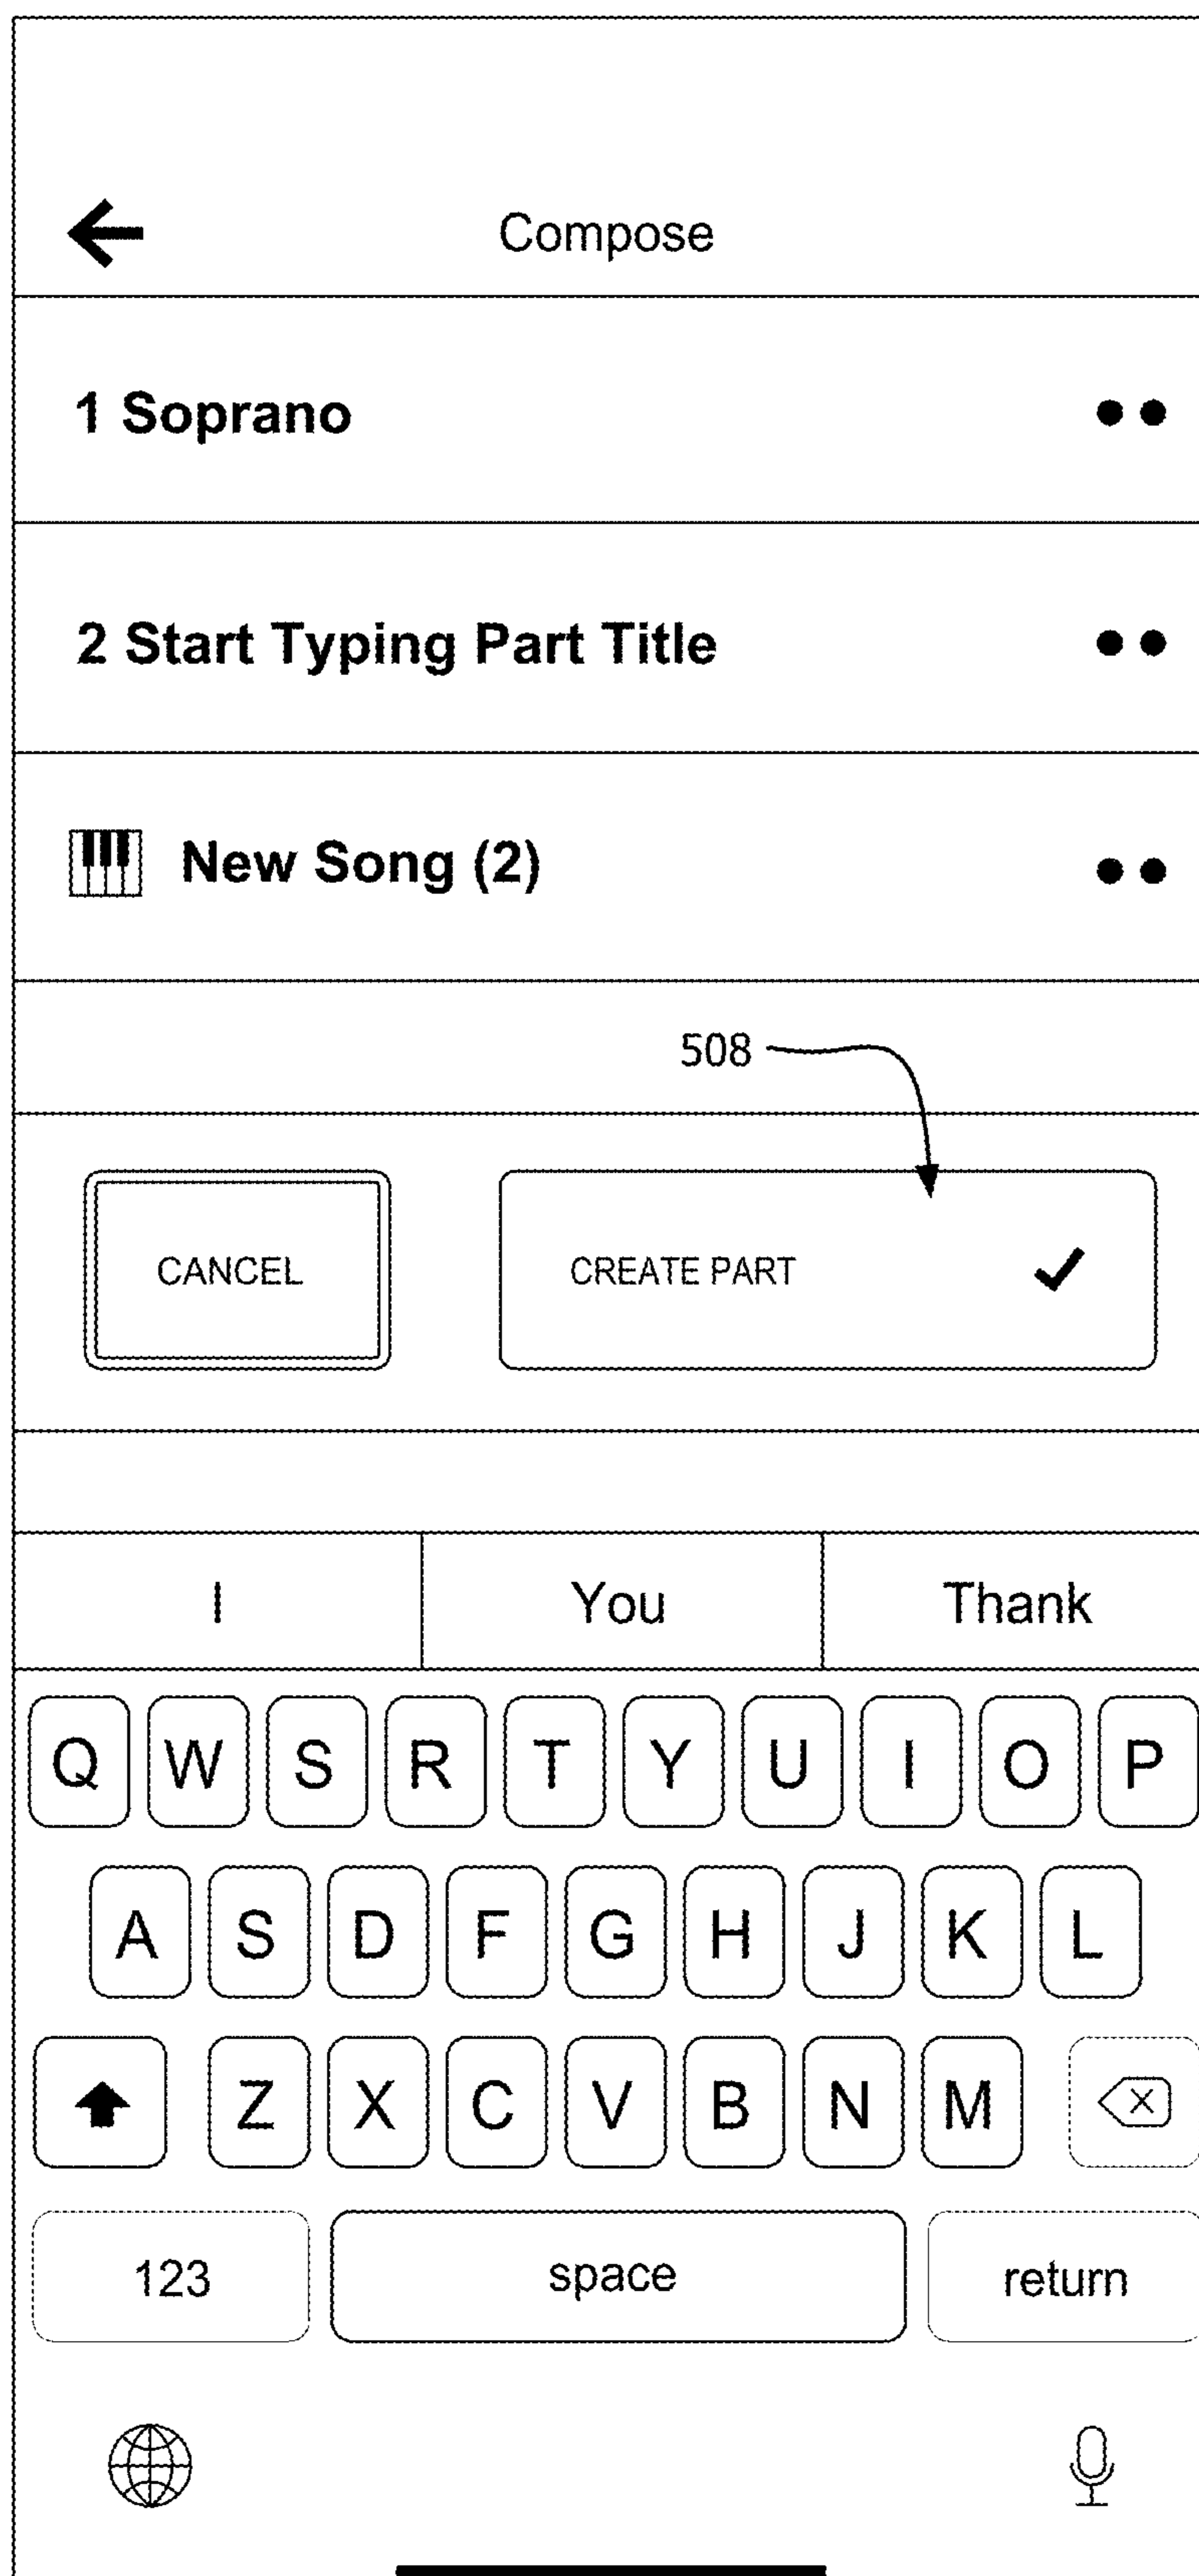 Compose
1 Soprano
2 Start Typing Part Title
New Song (2)
508
CANCEL CREATE PART
I You Thank
Q W S R T Y U I O P
A S D F G H J K L
Z X C V B N M
123 space return